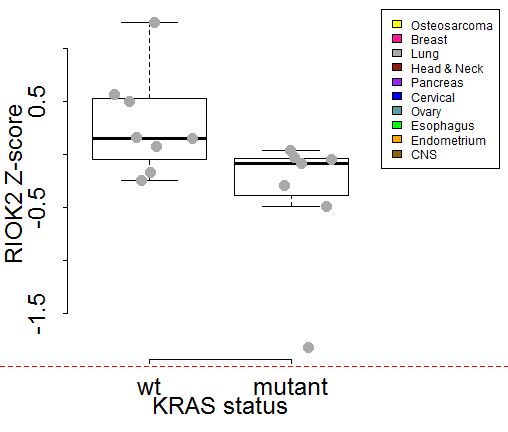 Osteosarcoma
Breast
Lung
Head & Neck
Pancreas
Cervical
Ovary
Esophagus
Endometrium
CNS
RIOK2 Z-score
0.5
-0.5
-1.5
wt mutant
KRAS status